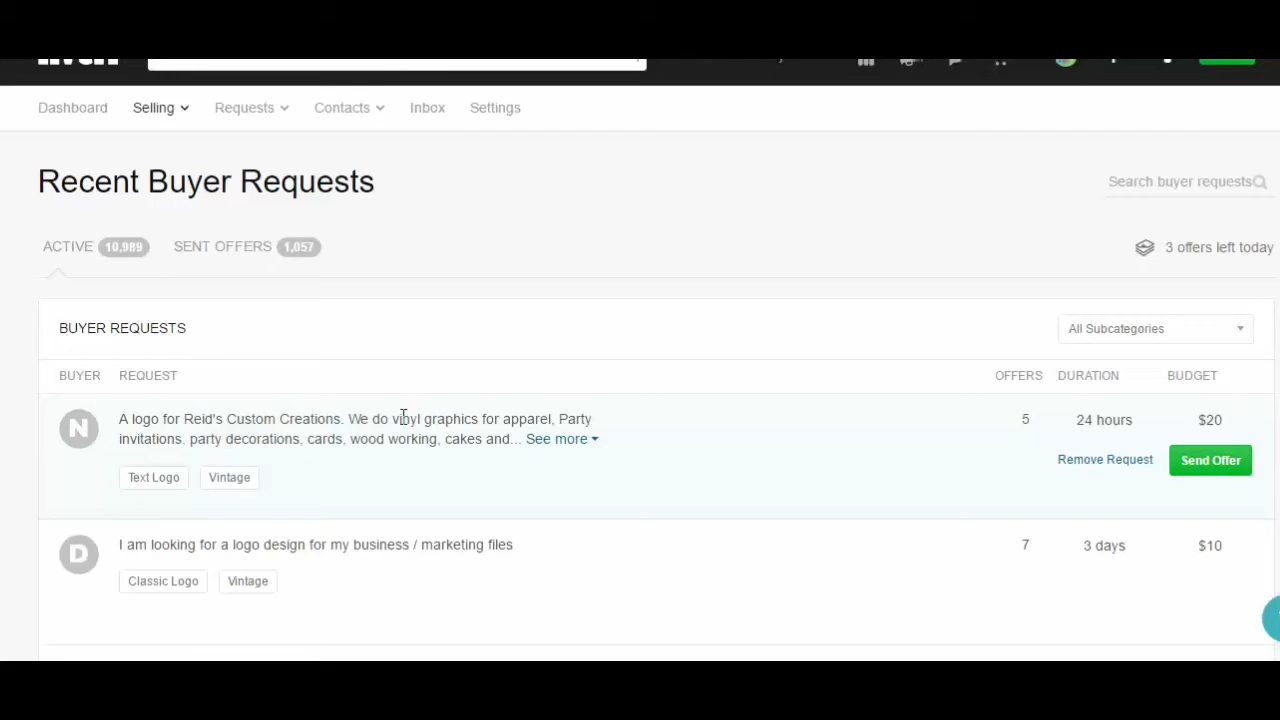 Dashboard Selling Requests Contacts Inbox Settings
Recent Buyer Requests
Search buyer requests
ACTIVE 10,989 SENT OFFERS 1,057
3 offers left today
BUYER REQUESTS
All Subcategories
BUYER REQUEST OFFERS DURATION BUDGET
N
A logo for Reid's Custom Creations. We do vinyl graphics for apparel, Party
invitations, party decorations, cards, wood working, cakes and... See more
5 24 hours $20
Remove Request Send Offer
Text Logo Vintage
D
I am looking for a logo design for my business / marketing files
7 3 days $10
Classic Logo Vintage